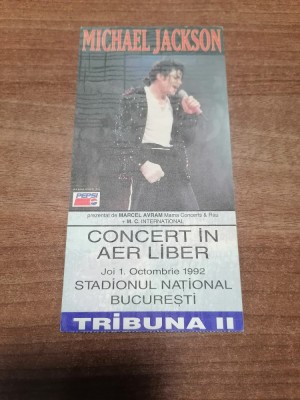 MICHAEL JACKSON
PEPSI
prezentat de MARCEL AVRAM Mama Concerts & Rau
+ M. C. INTERNATIONAL
CONCERT ÎN
AER LIBER
Joi 1. Octombrie 1992
STADIONUL NAȚIONAL
BUCUREȘTI
TRIBUNA II